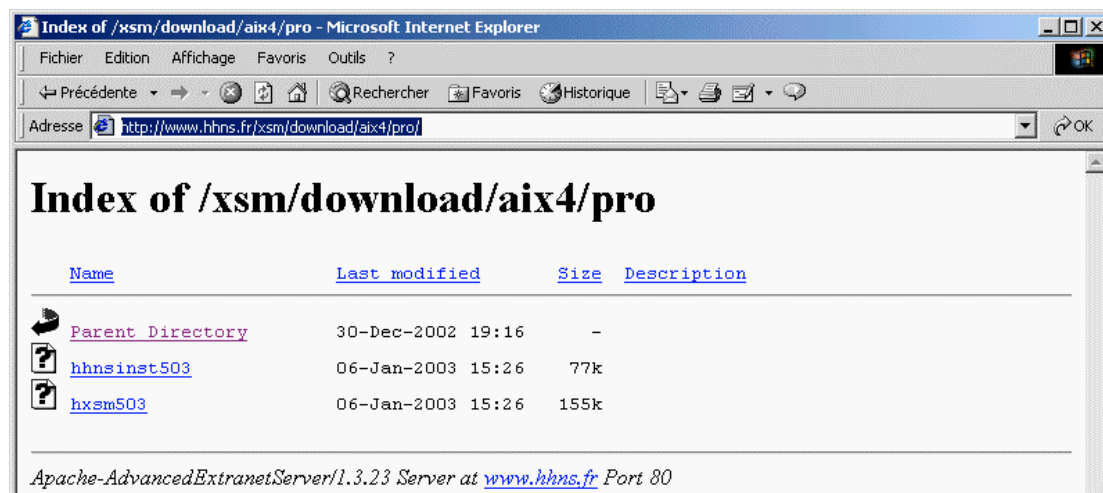 Index of /xsm/download/aix4/pro - Microsoft Internet Explorer
Fichier Edition Affichage Favoris Outils ?
Précédente Rechercher Favoris Historique
Adresse http://www.hhns.fr/xsm/download/aix4/pro/ OK
Index of /xsm/download/aix4/pro
Name Last modified Size Description
Parent Directory 30-Dec-2002 19:16 -
hhnsinst503 06-Jan-2003 15:26 77k
hxsm503 06-Jan-2003 15:26 155k
Apache-AdvancedExtranetServer/1.3.23 Server at www.hhns.fr Port 80